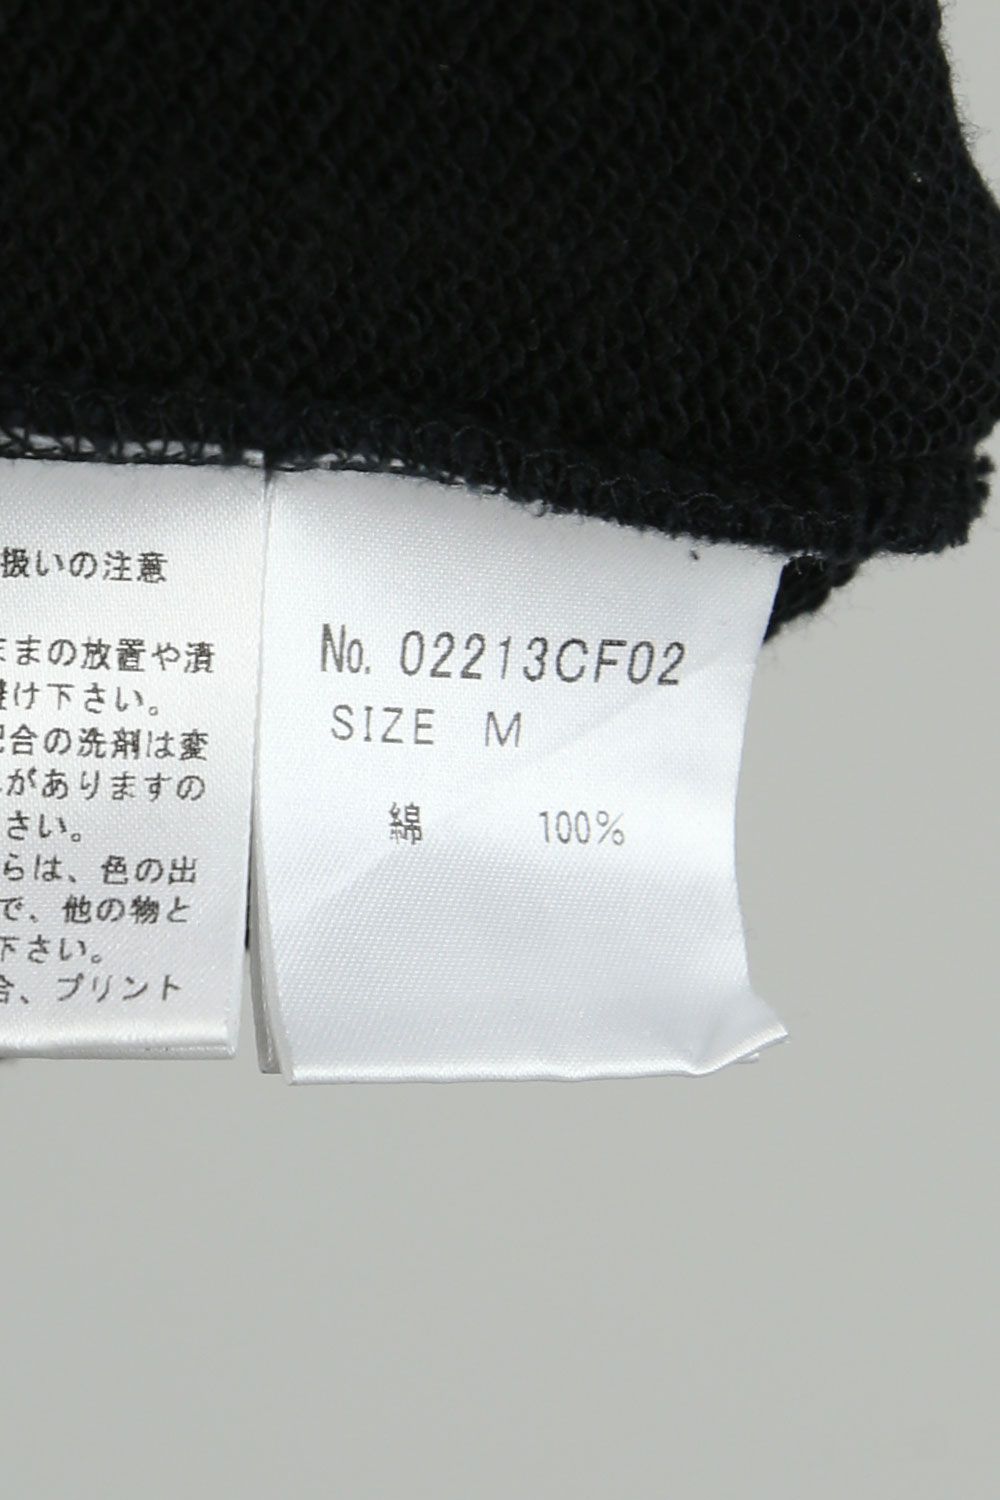 扱いの注意
ままの放置や漬
避け下さい。
配合の洗剤は変
がありますの
さい。
らは、色の出
で、他の物と
下さい。
合、プリント
No. 02213CF02
SIZE M
綿 100%